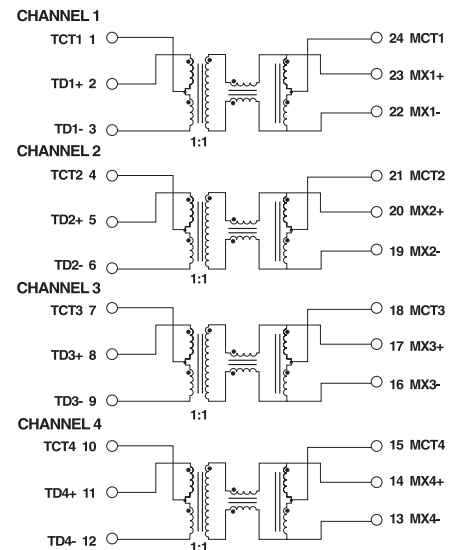 CHANNEL 1
TCT1 1
24 MCT1
TD1+ 2
23 MX1+
TD1- 3
22 MX1-
1:1
CHANNEL 2
TCT2 4
21 MCT2
TD2+ 5
20 MX2+
TD2- 6
19 MX2-
1:1
CHANNEL 3
TCT3 7
18 MCT3
TD3+ 8
17 MX3+
TD3- 9
16 MX3-
1:1
CHANNEL 4
TCT4 10
15 MCT4
TD4+ 11
14 MX4+
TD4- 12
13 MX4-
1:1